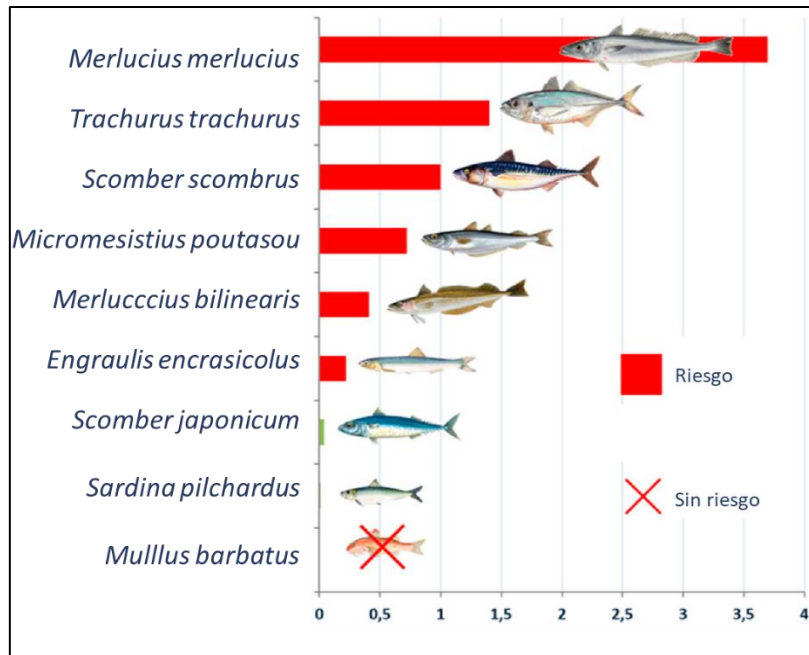 Merlucius merlucius
Trachurus trachurus
Scomber scombrus
Micromesistius poutasou
Merlucccius bilinearis
Engraulis encrasicolus
Riesgo
Scomber japonicum
Sardina pilchardus
Sin riesgo
Mulllus barbatus
0 0,5 1 1,5 2 2,5 3 3,5 4